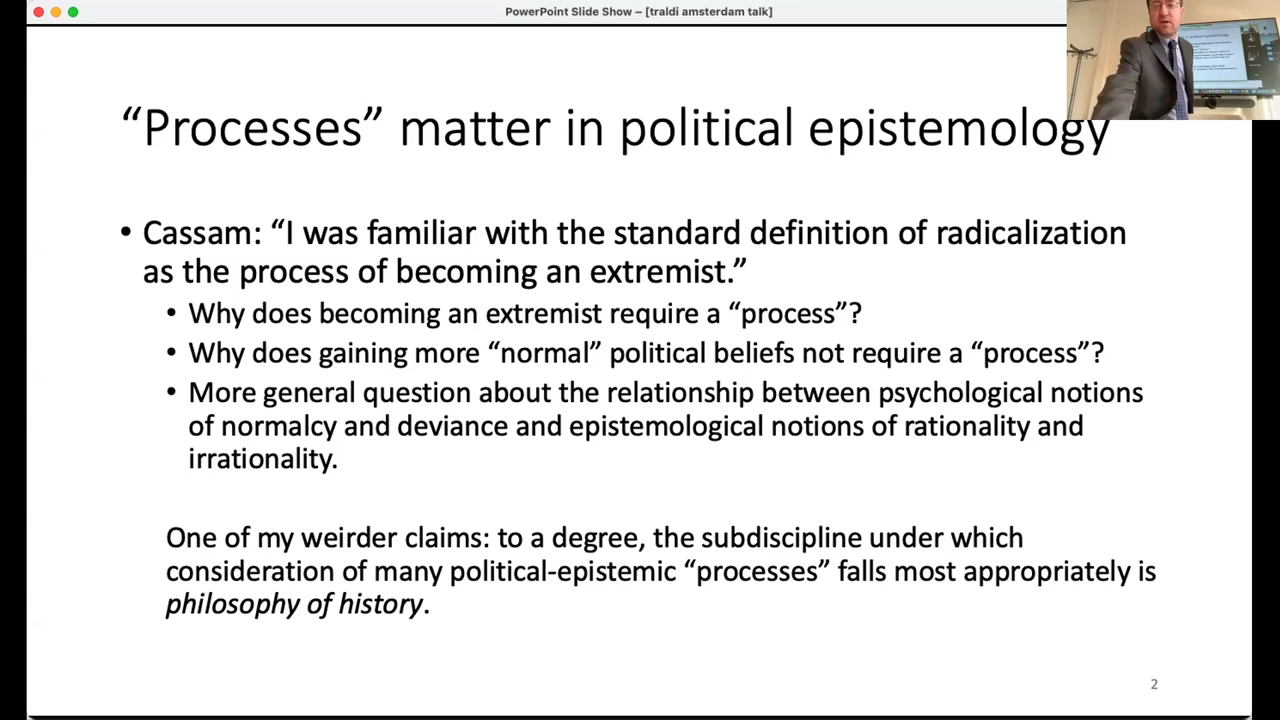 PowerPoint Slide Show – [traldi amsterdam talk]
“Processes” matter in political epistemology
• Cassam: “I was familiar with the standard definition of radicalization
as the process of becoming an extremist.”
• Why does becoming an extremist require a “process”?
• Why does gaining more “normal” political beliefs not require a “process”?
• More general question about the relationship between psychological notions
of normalcy and deviance and epistemological notions of rationality and
irrationality.
One of my weirder claims: to a degree, the subdiscipline under which
consideration of many political-epistemic “processes” falls most appropriately is
philosophy of history.
2